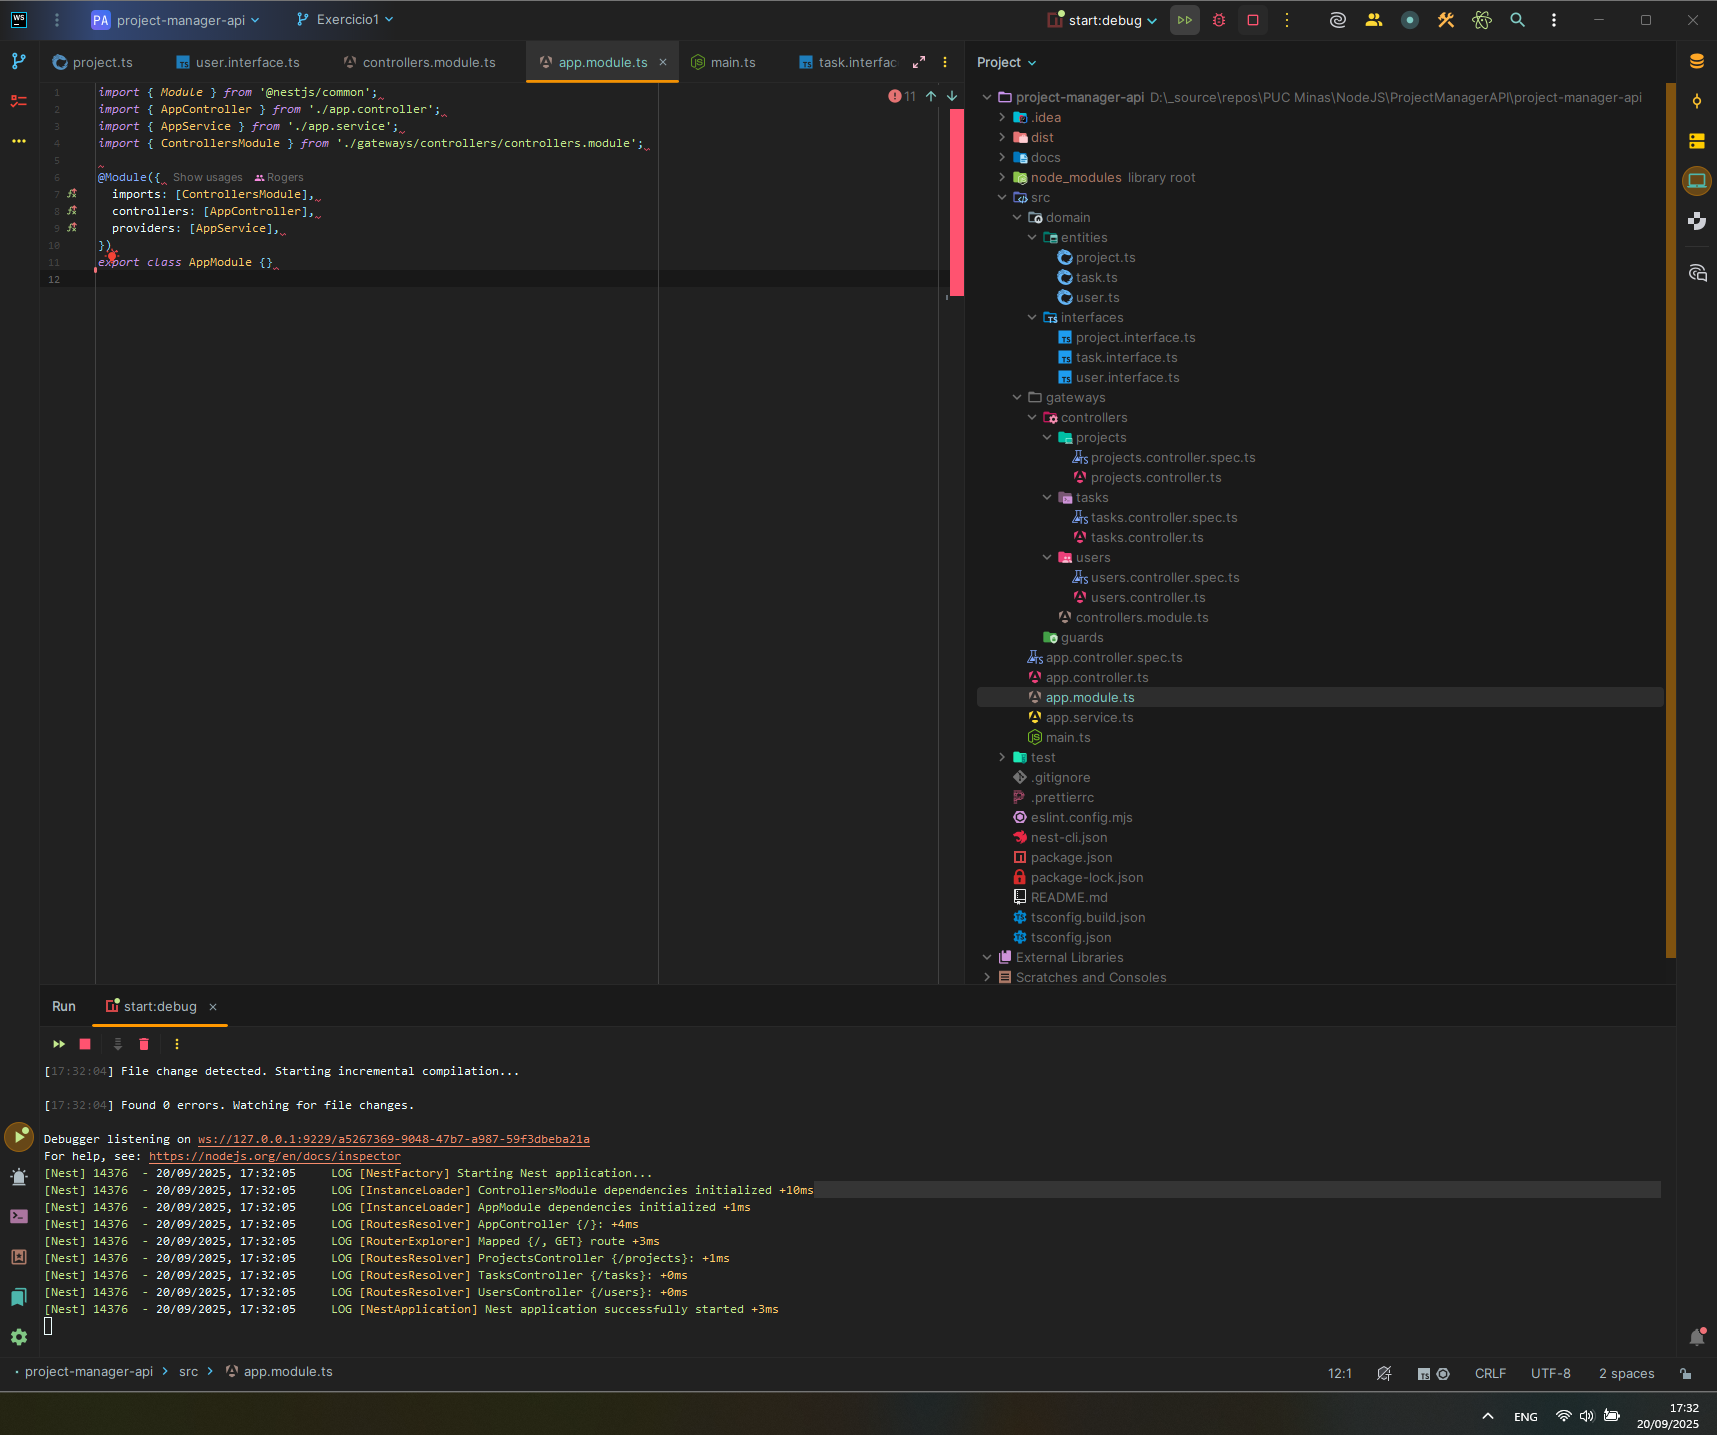 WS
PA project-manager-api
Exercicio1
start:debug
project.ts
user.interface.ts
controllers.module.ts
app.module.ts
main.ts
task.interfac
Project
1 import { Module } from '@nestjs/common';
2 import { AppController } from './app.controller';
3 import { AppService } from './app.service';
4 import { ControllersModule } from './gateways/controllers/controllers.module';
5
6 @Module({ Show usages Rogers
7 imports: [ControllersModule],
8 controllers: [AppController],
9 providers: [AppService],
10 })
11 export class AppModule {}
12
11
project-manager-api D:\_source\repos\PUC Minas\NodeJS\ProjectManagerAPI\project-manager-api
.idea
dist
docs
node_modules library root
src
domain
entities
project.ts
task.ts
user.ts
interfaces
project.interface.ts
task.interface.ts
user.interface.ts
gateways
controllers
projects
projects.controller.spec.ts
projects.controller.ts
tasks
tasks.controller.spec.ts
tasks.controller.ts
users
users.controller.spec.ts
users.controller.ts
controllers.module.ts
guards
app.controller.spec.ts
app.controller.ts
app.module.ts
app.service.ts
main.ts
test
.gitignore
.prettierrc
eslint.config.mjs
nest-cli.json
package.json
package-lock.json
README.md
tsconfig.build.json
tsconfig.json
External Libraries
Scratches and Consoles
Run
start:debug
[17:32:04] File change detected. Starting incremental compilation...
[17:32:04] Found 0 errors. Watching for file changes.
Debugger listening on ws://127.0.0.1:9229/a5267369-9048-47b7-a987-59f3dbeba21a
For help, see: https://nodejs.org/en/docs/inspector
[Nest] 14376  - 20/09/2025, 17:32:05     LOG [NestFactory] Starting Nest application...
[Nest] 14376  - 20/09/2025, 17:32:05     LOG [InstanceLoader] ControllersModule dependencies initialized +10ms
[Nest] 14376  - 20/09/2025, 17:32:05     LOG [InstanceLoader] AppModule dependencies initialized +1ms
[Nest] 14376  - 20/09/2025, 17:32:05     LOG [RoutesResolver] AppController {/}: +4ms
[Nest] 14376  - 20/09/2025, 17:32:05     LOG [RouterExplorer] Mapped {/, GET} route +3ms
[Nest] 14376  - 20/09/2025, 17:32:05     LOG [RoutesResolver] ProjectsController {/projects}: +1ms
[Nest] 14376  - 20/09/2025, 17:32:05     LOG [RoutesResolver] TasksController {/tasks}: +0ms
[Nest] 14376  - 20/09/2025, 17:32:05     LOG [RoutesResolver] UsersController {/users}: +0ms
[Nest] 14376  - 20/09/2025, 17:32:05     LOG [NestApplication] Nest application successfully started +3ms
project-manager-api > src > app.module.ts
12:1
CRLF
UTF-8
2 spaces
ENG
17:32
20/09/2025